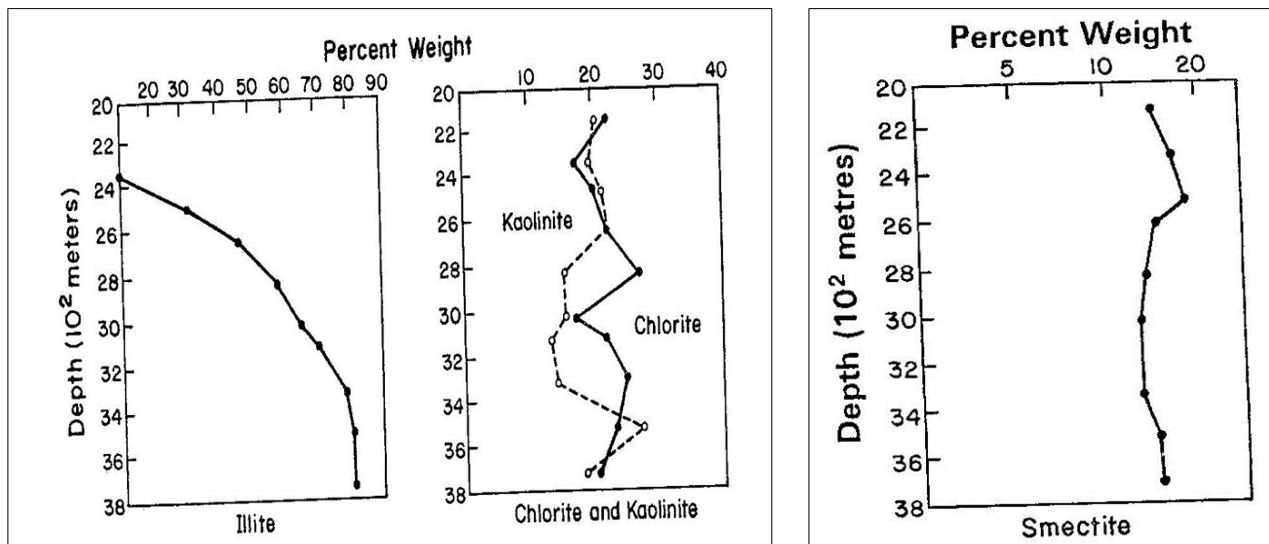 Percent Weight
20 30 40 50 60 70 80 90
20
22
24
26
28
30
32
34
36
38
Depth (10² meters)
Illite
10 20 30 40
20
22
24
26
28
30
32
34
36
38
Kaolinite
Chlorite
Chlorite and Kaolinite
Percent Weight
5 10 20
20
22
24
26
28
30
32
34
36
38
Depth (10² metres)
Smectite